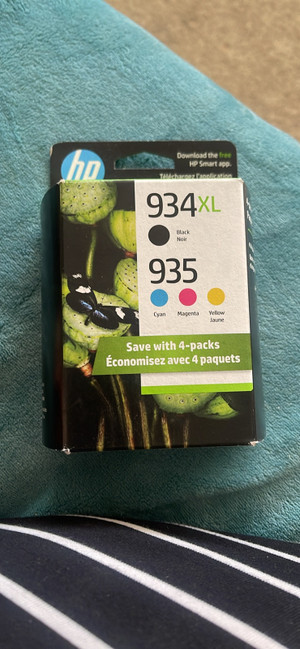 hp
Download the free
HP Smart app.
Téléchargez l'application
934XL
Black
Noir
935
Cyan Magenta Yellow
Jaune
Save with 4-packs
Économisez avec 4 paquets